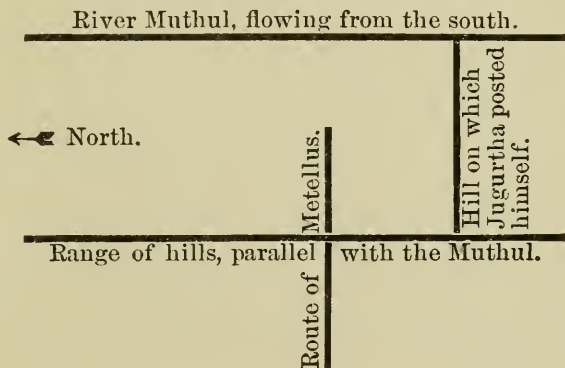 River Muthul, flowing from the south.
North.
Hill on which
Jugurtha posted
himself.
Range of hills, parallel with the Muthul.
Route of Metellus.